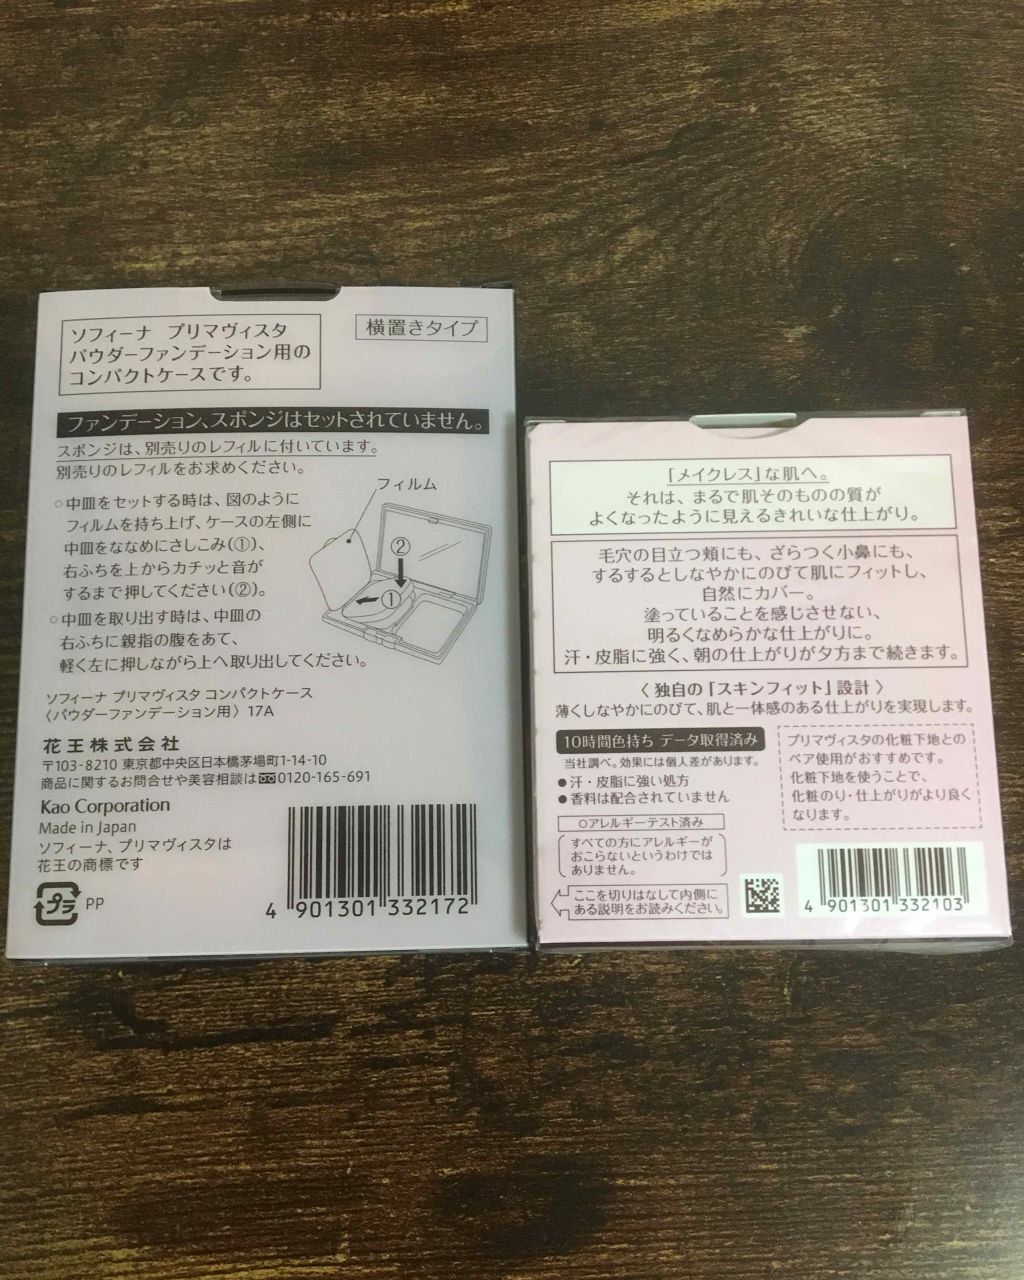 ソフィーナ プリマヴィスタ
パウダーファンデーション用の
コンパクトケースです。
横置きタイプ
ファンデーション、スポンジはセットされていません。
スポンジは、別売りのレフィルに付いています。
別売りのレフィルをお求めください。
○中皿をセットする時は、図のように
フィルムを持ち上げ、ケースの左側に
中皿をななめにさしこみ(①)、
右ふちを上からカチッと音が
するまで押してください(②)。
○中皿を取り出す時は、中皿の
右ふちに親指の腹をあて、
軽く左に押しながら上へ取り出してください。
フィルム
②
①
ソフィーナ プリマヴィスタ コンパクトケース
〈パウダーファンデーション用〉 17A
花王株式会社
〒103-8210 東京都中央区日本橋茅場町1-14-10
商品に関するお問合せや美容相談は 0120-165-691
Kao Corporation
Made in Japan
ソフィーナ、プリマヴィスタは
花王の商標です
プラ PP
4 901301 332172
「メイクレス」な肌へ。
それは、まるで肌そのものの質が
よくなったように見えるきれいな仕上がり。
毛穴の目立つ頬にも、ざらつく小鼻にも、
するするとしなやかにのびて肌にフィットし、
自然にカバー。
塗っていることを感じさせない、
明るくなめらかな仕上がりに。
汗・皮脂に強く、朝の仕上がりが夕方まで続きます。
〈 独自の「スキンフィット」設計 〉
薄くしなやかにのびて、肌と一体感のある仕上がりを実現します。
10時間色持ち データ取得済み
当社調べ。効果には個人差があります。
●汗・皮脂に強い処方
●香料は配合されていません
○アレルギーテスト済み
すべての方にアレルギーが
おこらないというわけでは
ありません。
ここを切りはなして内側に
ある説明をお読みください。
プリマヴィスタの化粧下地との
ペア使用がおすすめです。
化粧下地を使うことで、
化粧のり・仕上がりがより良く
なります。
4 901301 332103